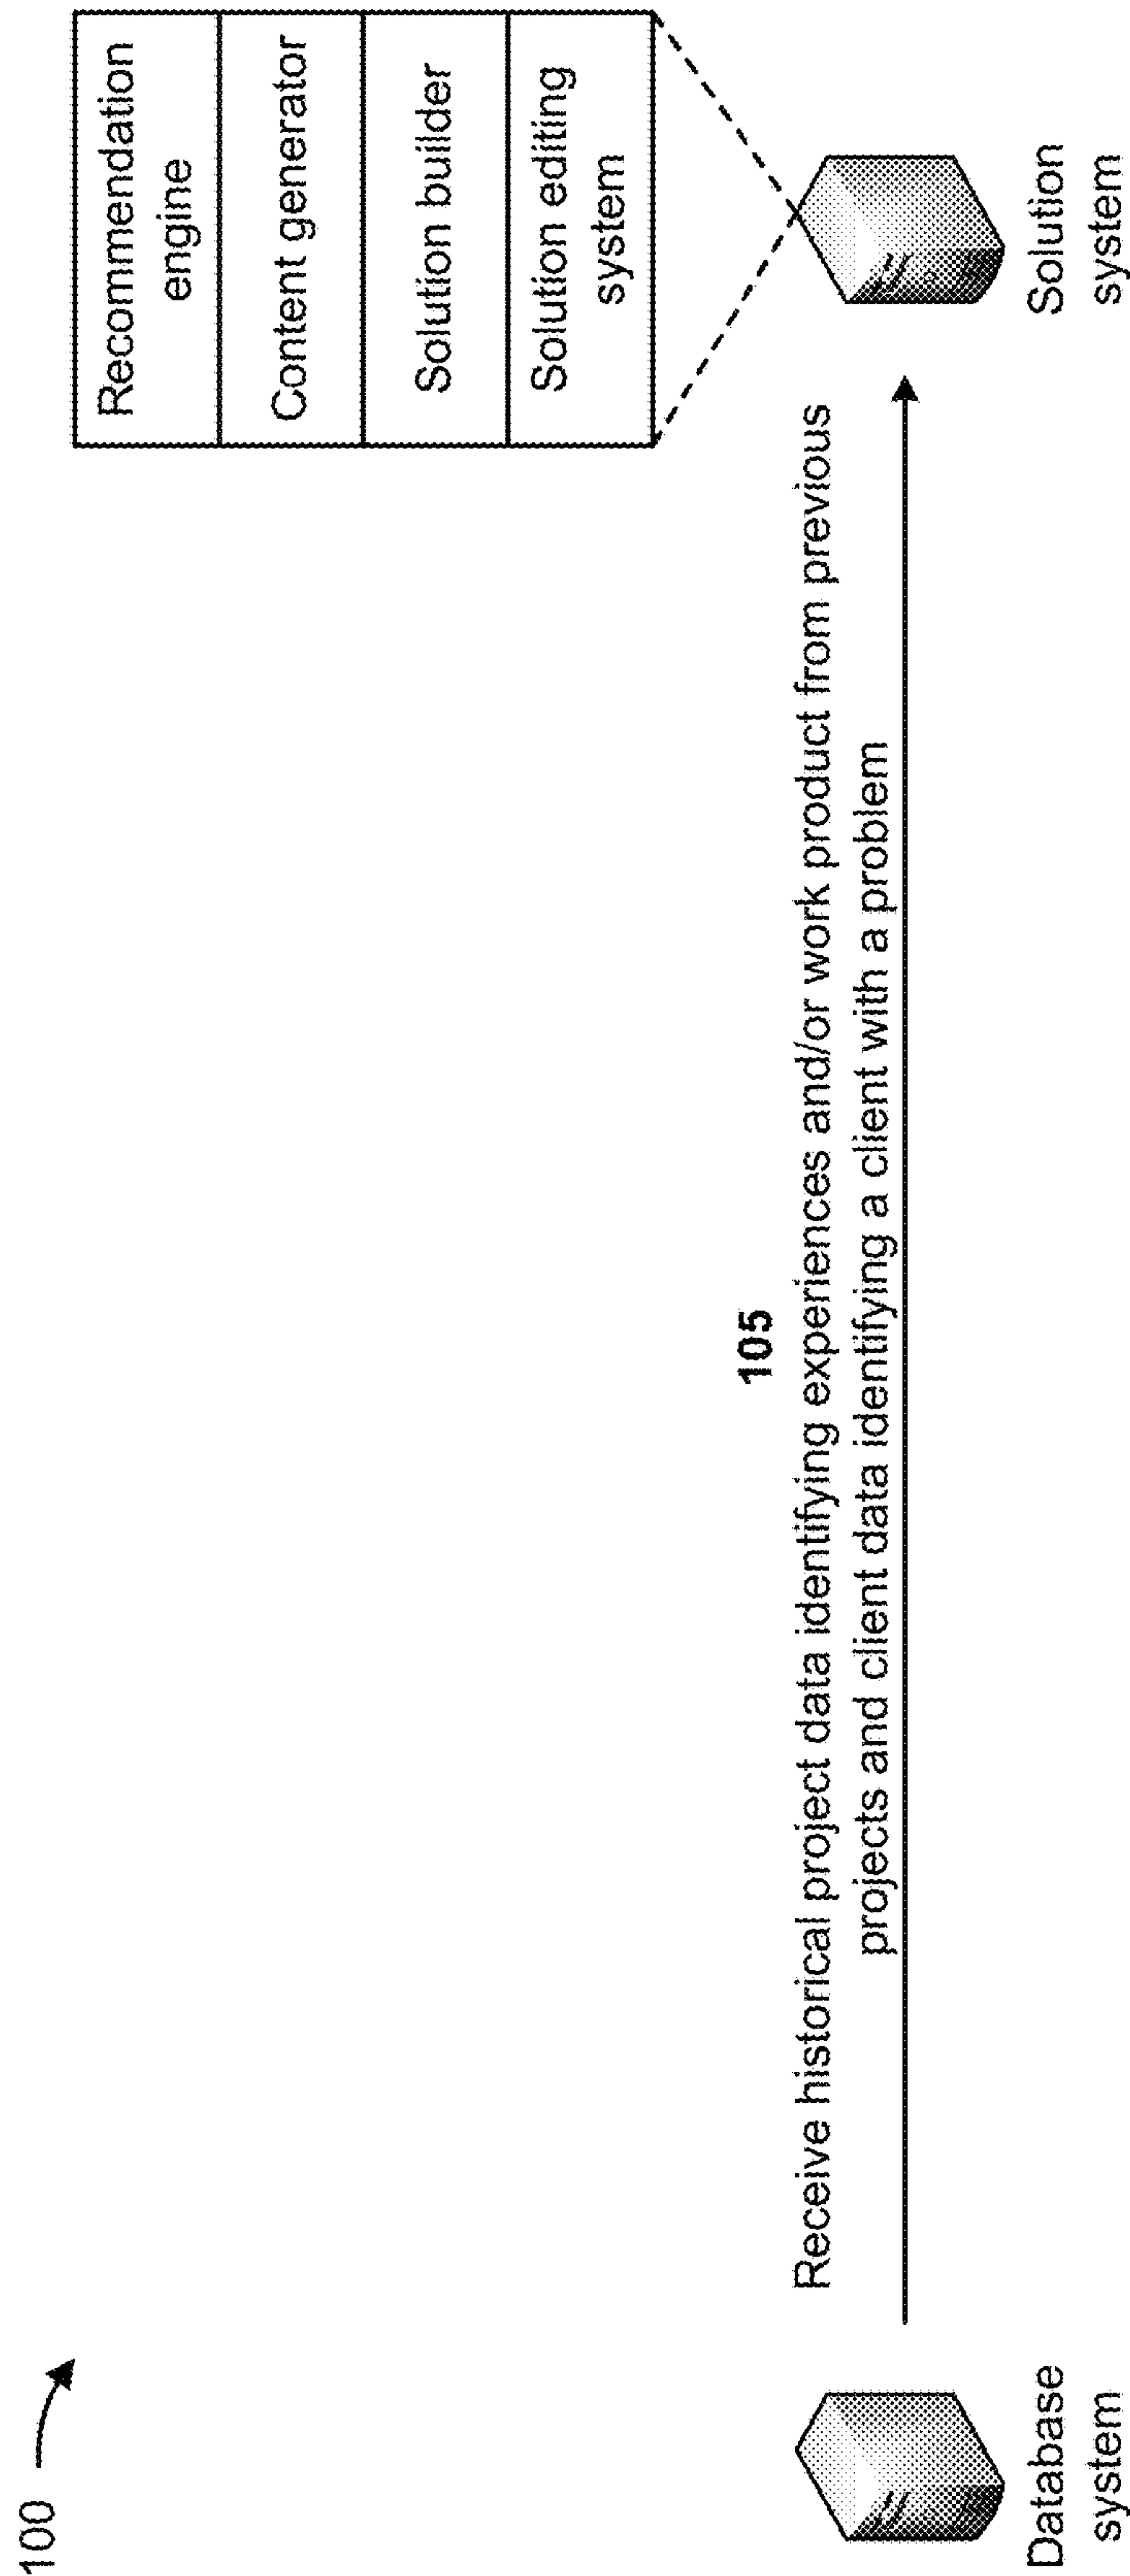 100
Recommendation
engine
Content generator
Solution builder
Solution editing
system
105
Receive historical project data identifying experiences and/or work product from previous
projects and client data identifying a client with a problem
Database
system
Solution
system